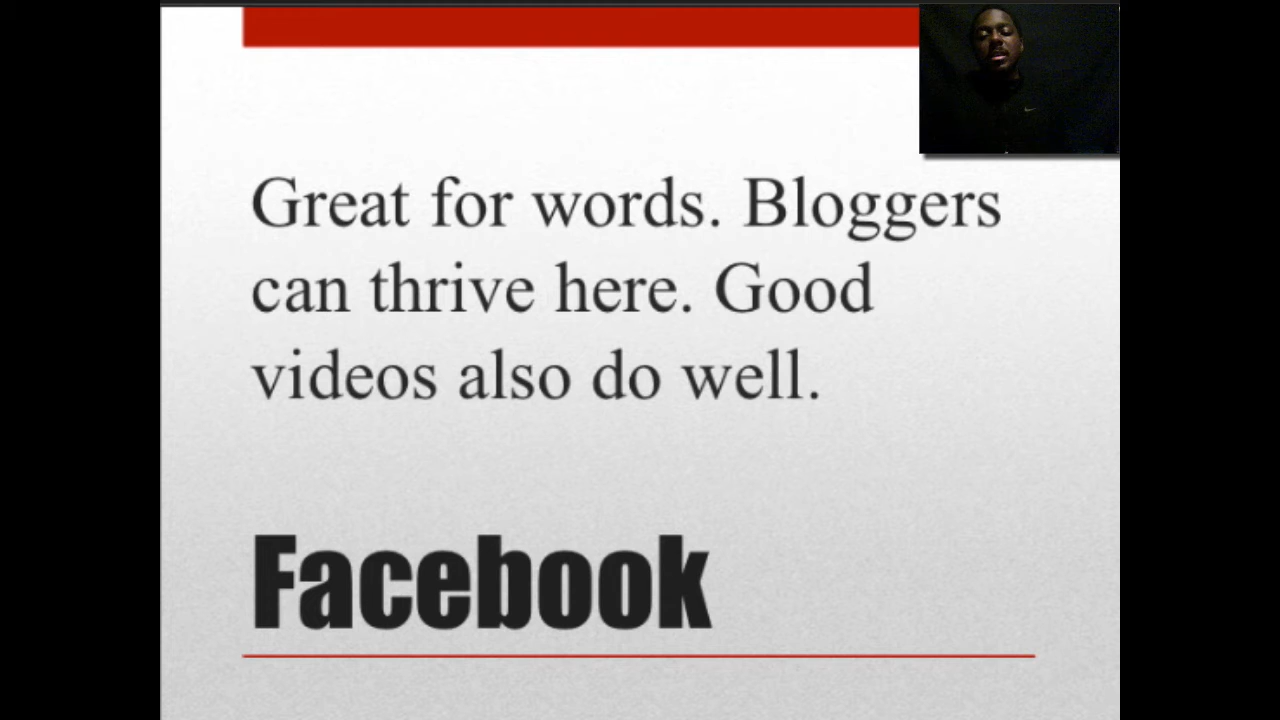 Great for words. Bloggers
can thrive here. Good
videos also do well.
Facebook